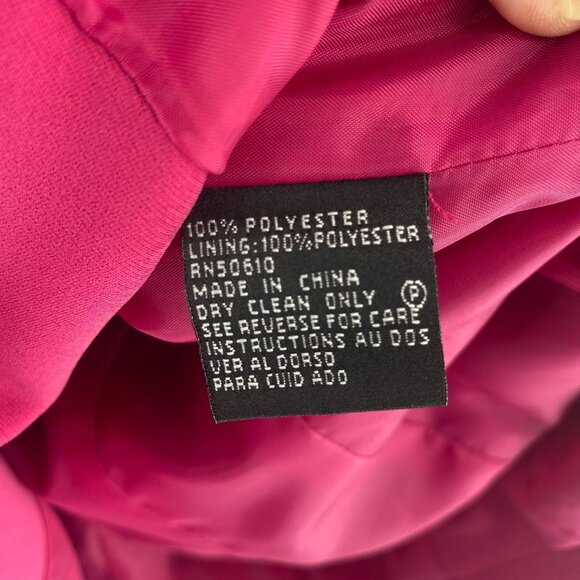 100% POLYESTER
LINING:100%POLYESTER
RN50610
MADE IN CHINA
DRY CLEAN ONLY Ⓟ
SEE REVERSE FOR CARE
INSTRUCTIONS AU DOS
VER AL DORSO
PARA CUID ADO